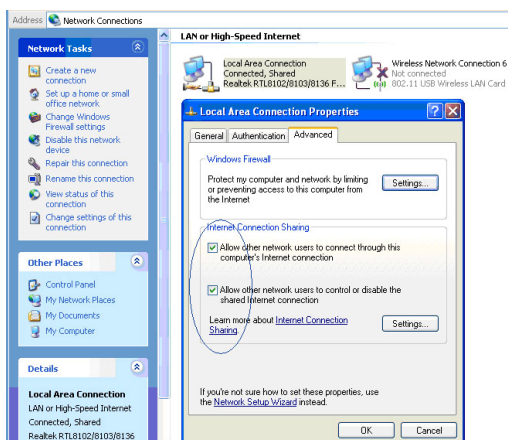 Address Network Connections
LAN or High-Speed Internet
Network Tasks
Create a new
connection
Set up a home or small
office network
Change Windows
Firewall settings
Disable this network
device
Repair this connection
Rename this connection
View status of this
connection
Change settings of this
connection
Other Places
Control Panel
My Network Places
My Documents
My Computer
Details
Local Area Connection
LAN or High-Speed Internet
Connected, Shared
Realtek RTL8102/8103/8136
Local Area Connection
Connected, Shared
Realtek RTL8102/8103/8136 F...
Wireless Network Connection 6
Not connected
802.11 USB Wireless LAN Card
Local Area Connection Properties
General Authentication Advanced
Windows Firewall
Protect my computer and network by limiting
or preventing access to this computer from
the Internet
Settings...
Internet Connection Sharing
Allow other network users to connect through this
computer's Internet connection
Allow other network users to control or disable the
shared Internet connection
Learn more about Internet Connection
Sharing.
Settings...
If you're not sure how to set these properties, use
the Network Setup Wizard instead.
OK Cancel